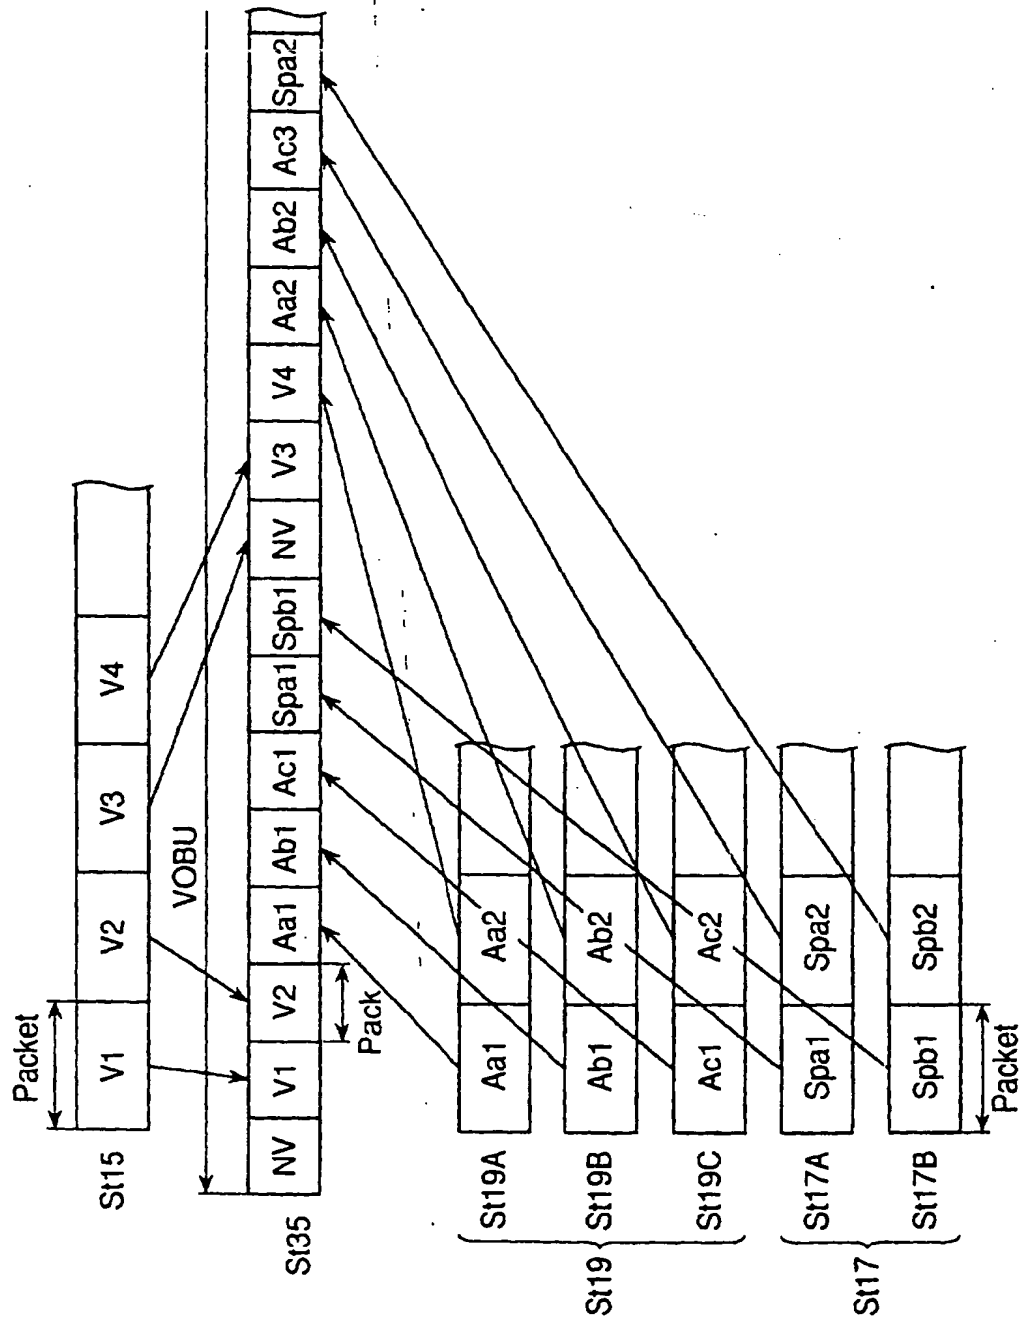 Packet
St15 V1 V2 V3 V4
VOBU
St35 NV V1 V2 Aa1 Ab1 Ac1 Spa1 Spb1 NV V3 V4 Aa2 Ab2 Ac3 Spa2
Pack
St19
St19A Aa1 Aa2
St19B Ab1 Ab2
St19C Ac1 Ac2
St17
St17A Spa1 Spa2
St17B Spb1 Spb2
Packet